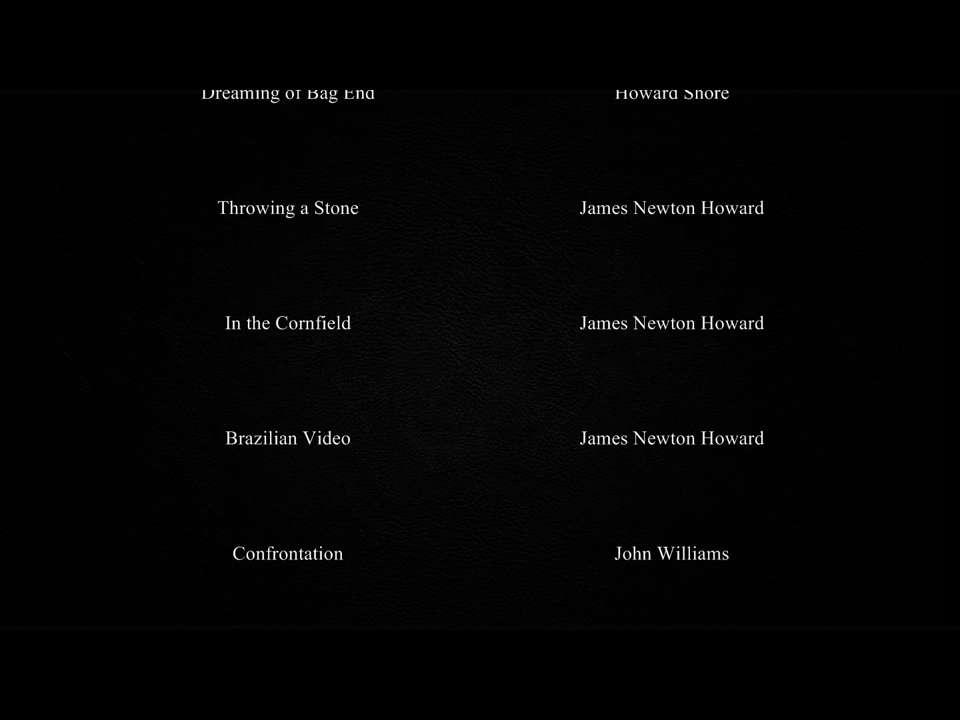 Dreaming of Bag End Howard Shore
Throwing a Stone James Newton Howard
In the Cornfield James Newton Howard
Brazilian Video James Newton Howard
Confrontation John Williams